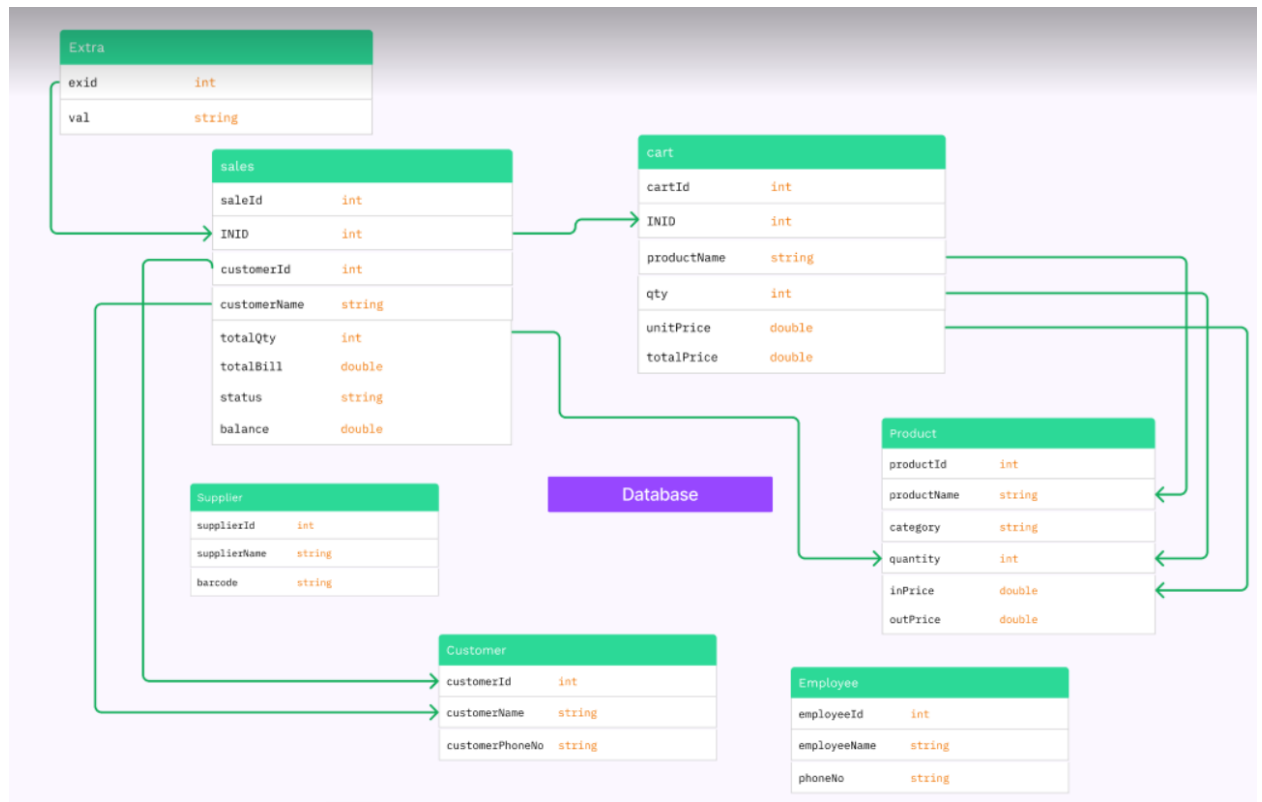 Extra
exid int
val string
sales
saleId int
INID int
customerId int
customerName string
totalQty int
totalBill double
status string
balance double
cart
cartId int
INID int
productName string
qty int
unitPrice double
totalPrice double
Product
productId int
productName string
category string
quantity int
inPrice double
outPrice double
Database
Supplier
supplierId int
supplierName string
barcode string
Customer
customerId int
customerName string
customerPhoneNo string
Employee
employeeId int
employeeName string
phoneNo string